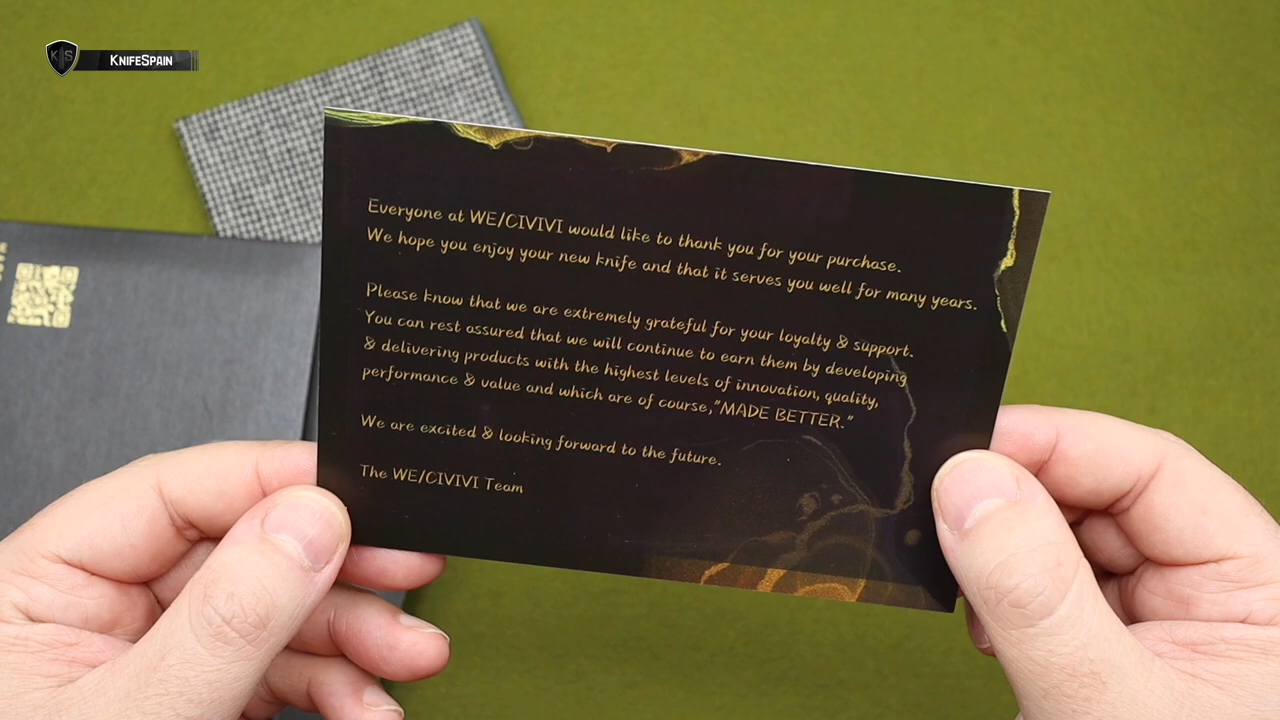 KNIFESPAIN
Everyone at WE/CIVIVI would like to thank you for your purchase.
We hope you enjoy your new knife and that it serves you well for many years.
Please know that we are extremely grateful for your loyalty & support.
You can rest assured that we will continue to earn them by developing
& delivering products with the highest levels of innovation, quality,
performance & value and which are of course,"MADE BETTER."
We are excited & looking forward to the future.
The WE/CIVIVI Team